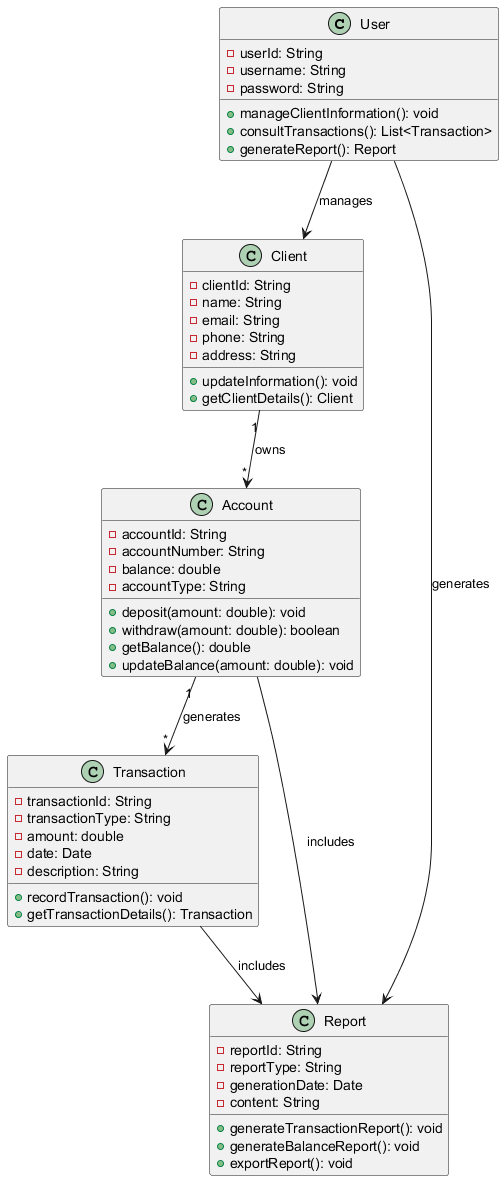 C User
userId: String
username: String
password: String
manageClientInformation(): void
consultTransactions(): List<Transaction>
generateReport(): Report
manages
C Client
clientId: String
name: String
email: String
phone: String
address: String
updateInformation(): void
getClientDetails(): Client
1
owns
*
C Account
accountId: String
accountNumber: String
balance: double
accountType: String
deposit(amount: double): void
withdraw(amount: double): boolean
getBalance(): double
updateBalance(amount: double): void
generates
1
generates
*
C Transaction
transactionId: String
transactionType: String
amount: double
date: Date
description: String
recordTransaction(): void
getTransactionDetails(): Transaction
includes
includes
C Report
reportId: String
reportType: String
generationDate: Date
content: String
generateTransactionReport(): void
generateBalanceReport(): void
exportReport(): void